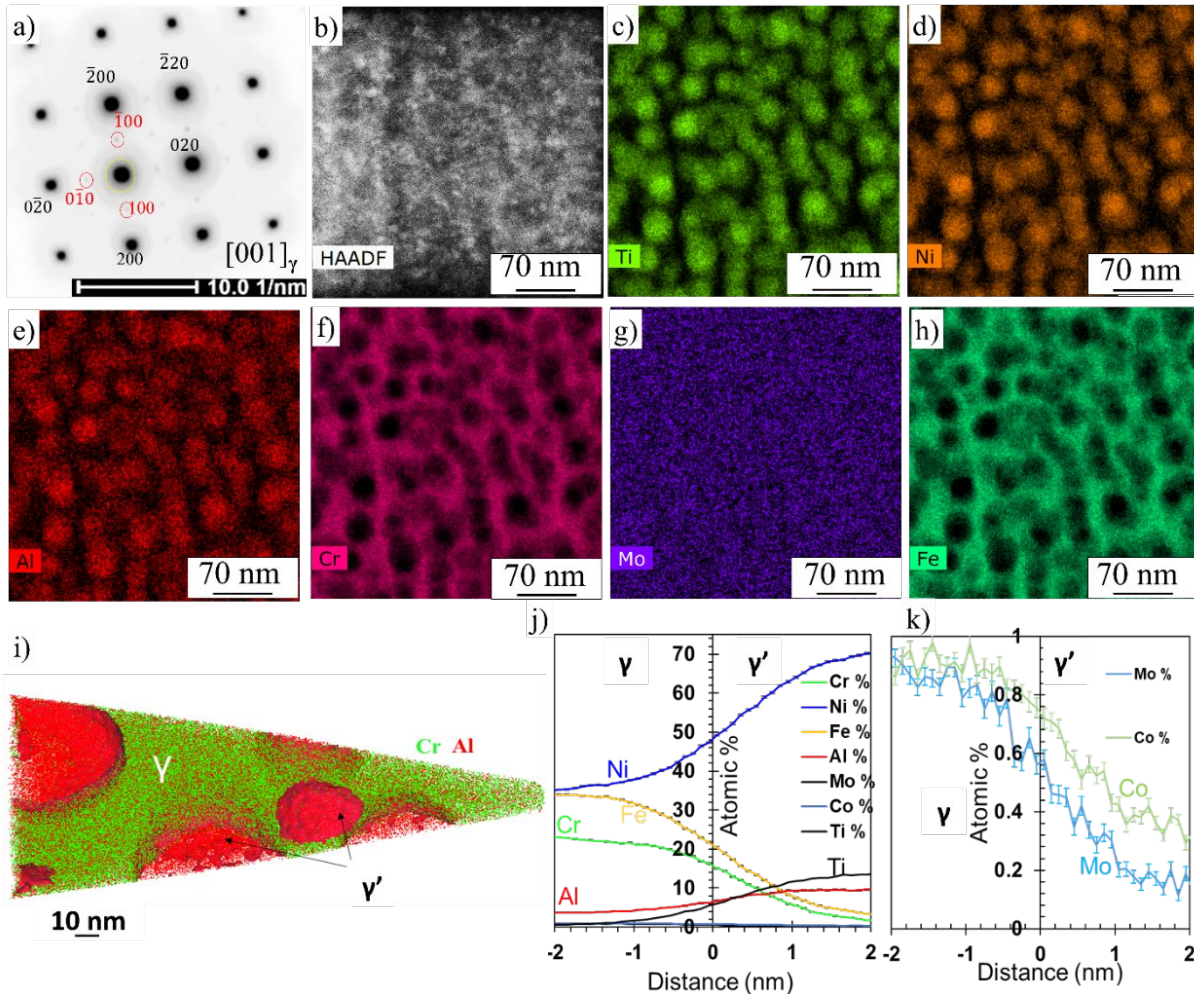 a)
2̄00
2̄20
1̄00
020
01̄0
02̄0
100
200
[001]γ
10.0 1/nm
b)
HAADF
70 nm
c)
Ti
70 nm
d)
Ni
70 nm
e)
Al
70 nm
f)
Cr
70 nm
g)
Mo
70 nm
h)
Fe
70 nm
i)
Cr Al
γ
γ’
10 nm
j)
γ
γ’
70
60
50
40
30
20
10
0
Atomic %
Cr %
Ni %
Fe %
Al %
Mo %
Co %
Ti %
Ni
Fe
Cr
Al
Ti
-2
-1
0
1
2
Distance (nm)
k)
1
0.8
0.6
0.4
0.2
0
γ’
γ
Atomic %
Mo %
Co %
Co
Mo
-2
-1
0
1
2
Distance (nm)